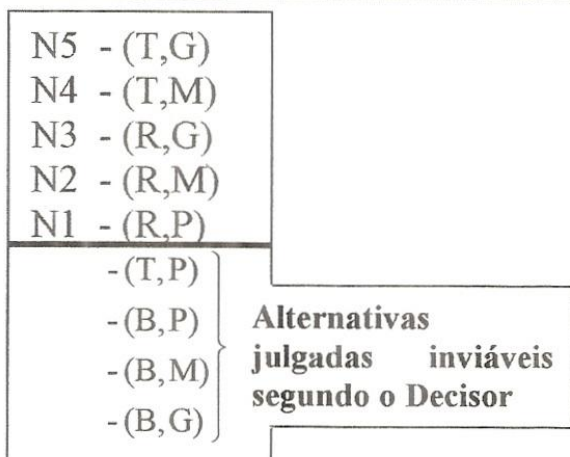 N5 - (T,G)
N4 - (T,M)
N3 - (R,G)
N2 - (R,M)
N1 - (R,P)
- (T,P)
- (B,P)
- (B,M)
- (B,G)
Alternativas
julgadas inviáveis
segundo o Decisor